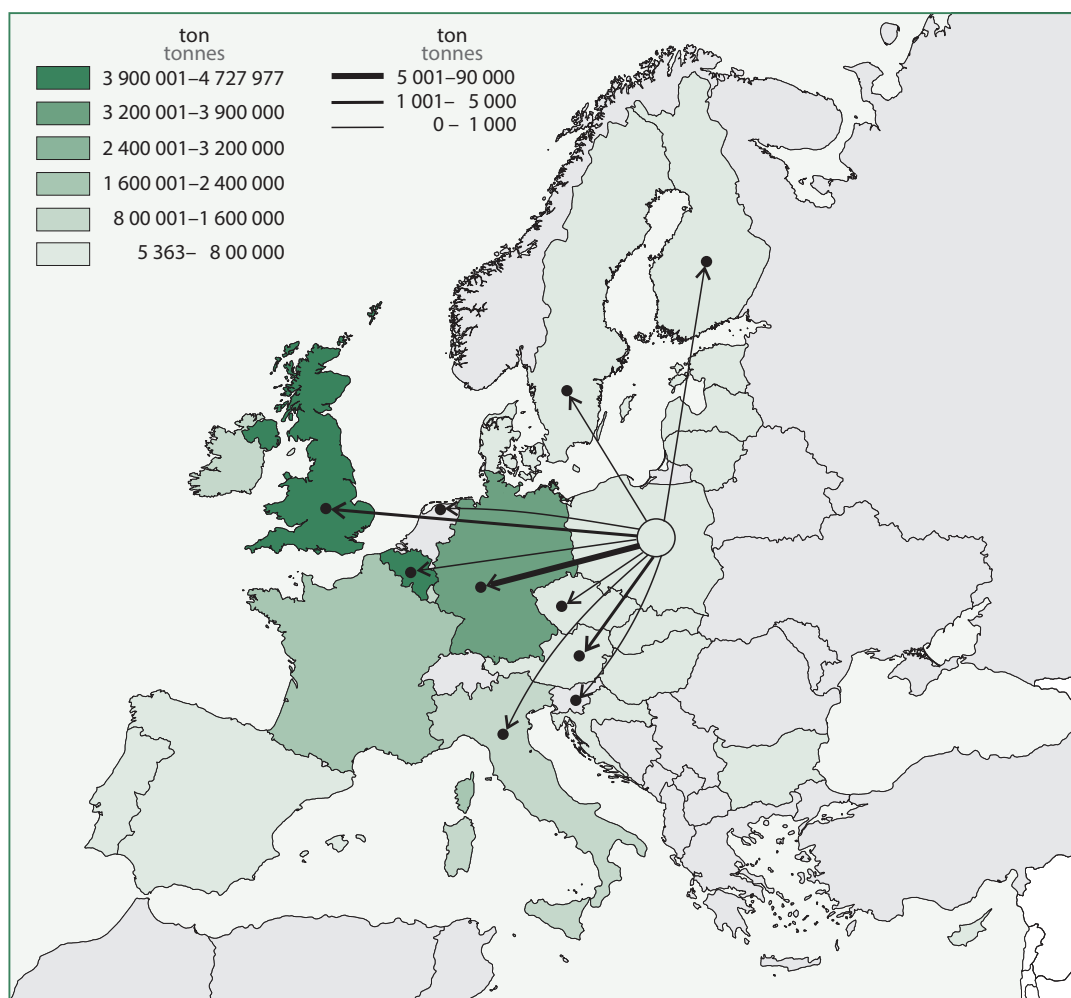 ton
tonnes
3 900 001–4 727 977
3 200 001–3 900 000
2 400 001–3 200 000
1 600 001–2 400 000
8 00 001–1 600 000
5 363– 8 00 000
ton
tonnes
5 001–90 000
1 001– 5 000
0 – 1 000